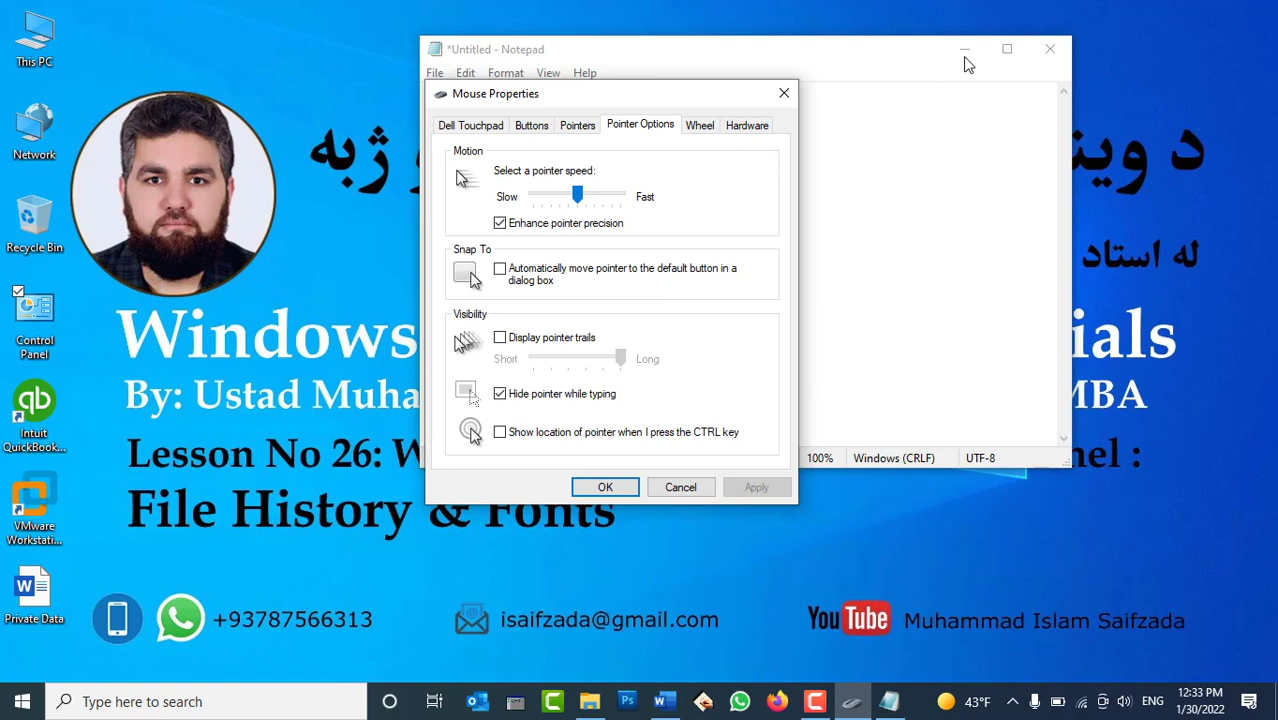 This PC
Network
Recycle Bin
Control
Panel
Intuit
QuickBo...
VMware
Workstati...
Private Data
*Untitled - Notepad
File Edit Format View Help
Mouse Properties
Dell Touchpad Buttons Pointers Pointer Options Wheel Hardware
Motion
Select a pointer speed:
Slow Fast
Enhance pointer precision
Snap To
Automatically move pointer to the default button in a
dialog box
Visibility
Display pointer trails
Short Long
Hide pointer while typing
Show location of pointer when I press the CTRL key
OK Cancel Apply
100% Windows (CRLF) UTF-8
و ژبه
د وین
له استاد
Windows ials
By: Ustad Muha MBA
Lesson No 26: W nel :
File History & Fonts
+93787566313
isaifzada@gmail.com
YouTube Muhammad Islam Saifzada
Type here to search
Ps
W
43°F
ENG
12:33 PM
1/30/2022